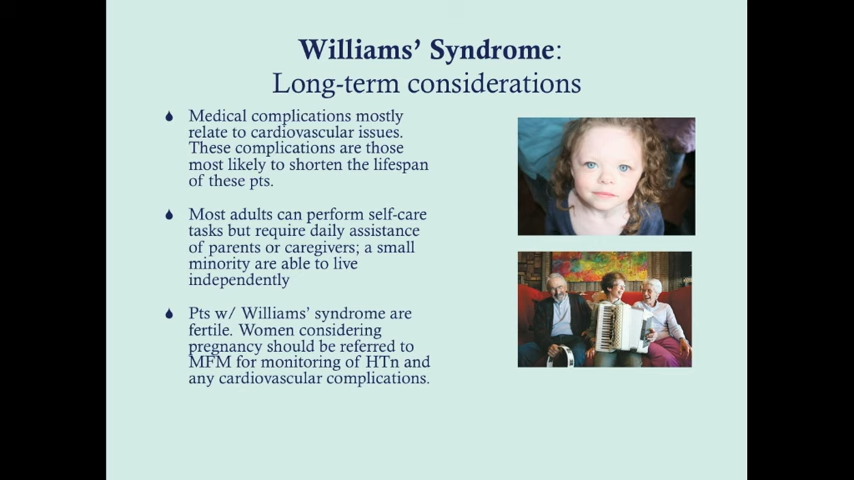 Williams’ Syndrome:
Long-term considerations
Medical complications mostly
relate to cardiovascular issues.
These complications are those
most likely to shorten the lifespan
of these pts.
Most adults can perform self-care
tasks but require daily assistance
of parents or caregivers; a small
minority are able to live
independently
Pts w/ Williams’ syndrome are
fertile. Women considering
pregnancy should be referred to
MFM for monitoring of HTn and
any cardiovascular complications.